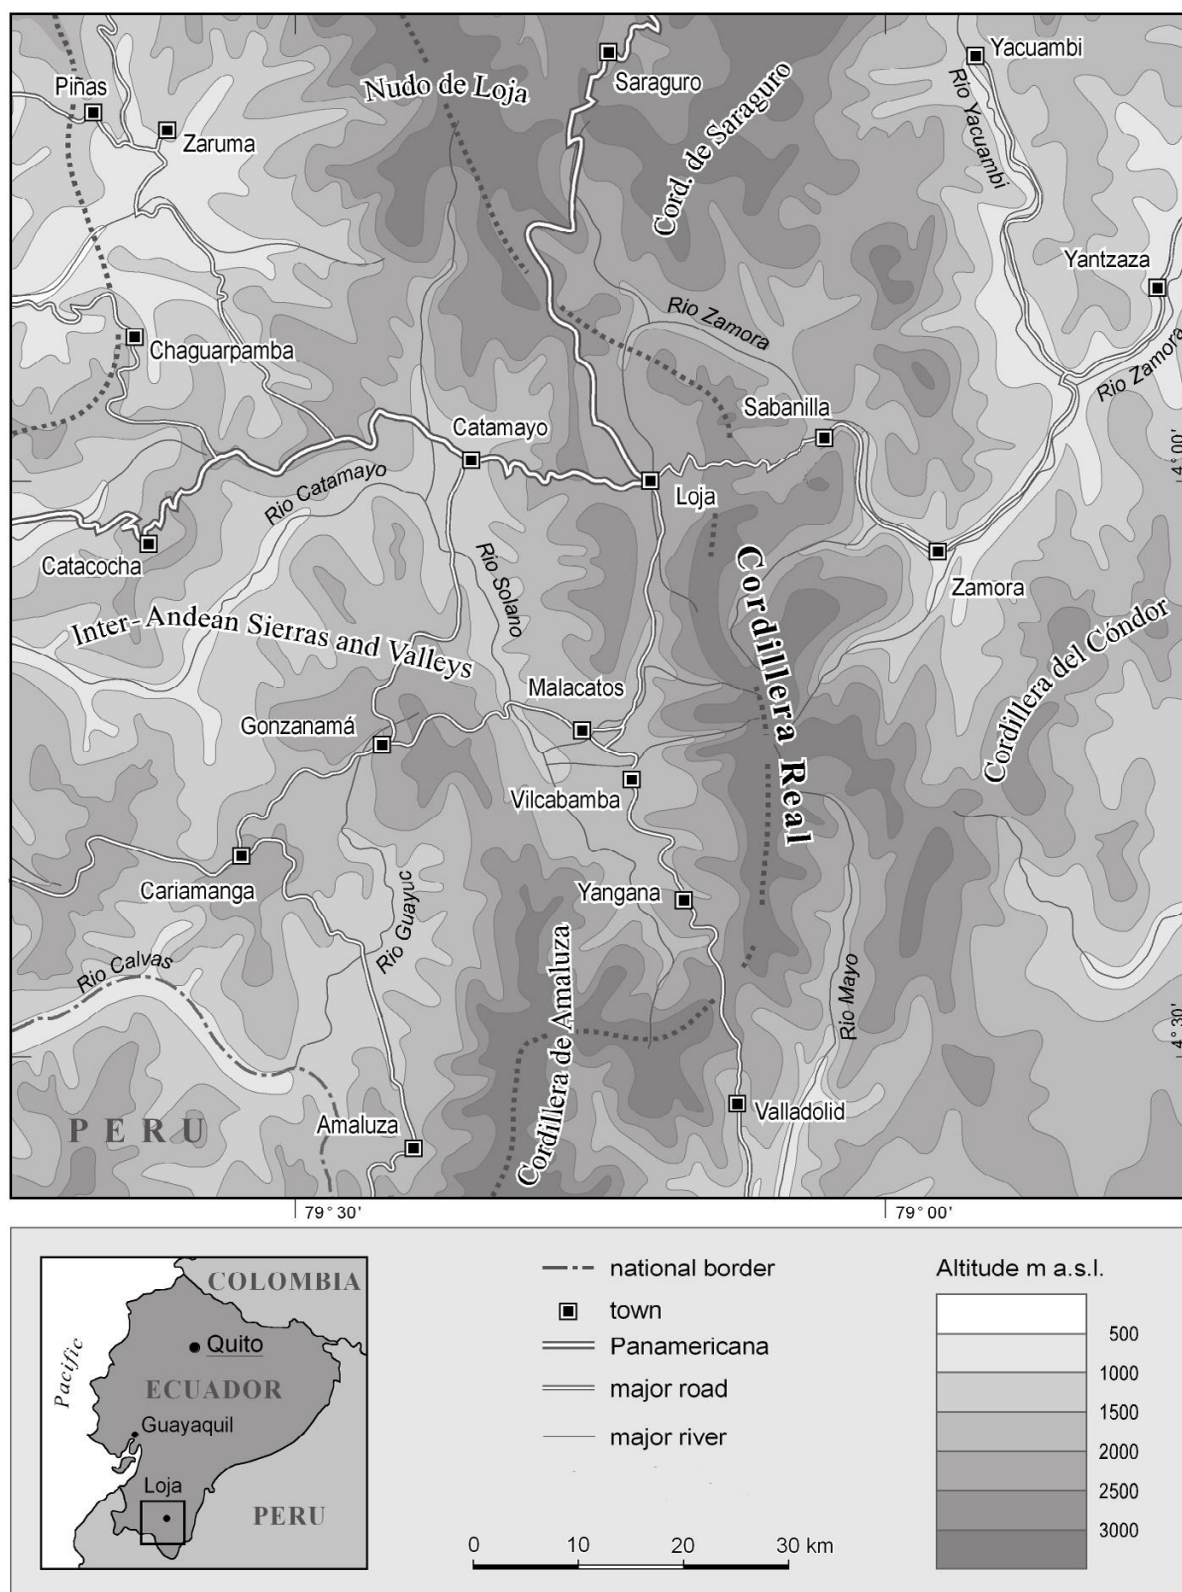 Piñas
Zaruma
Nudo de Loja
Saraguro
Cord. de Saraguro
Yacuambi
Rio Yacuambi
Yantzaza
Rio Zamora
Rio Zamora
Chaguarpamba
Sabanilla
Catamayo
Loja
4° 00'
Rio Catamayo
Catacocha
Rio Solano
Zamora
Cordillera Real
Inter-Andean Sierras and Valleys
Cordillera del Cóndor
Malacatos
Gonzanamá
Vilcabamba
Cariamanga
Yangana
Rio Guayuc
Rio Calvas
Cordillera de Amaluza
Rio Mayo
4° 30'
PERU
Amaluza
Valladolid
79° 30'
79° 00'
COLOMBIA
Pacific
Quito
ECUADOR
Guayaquil
Loja
PERU
national border
town
Panamericana
major road
major river
0 10 20 30 km
Altitude m a.s.l.
500
1000
1500
2000
2500
3000